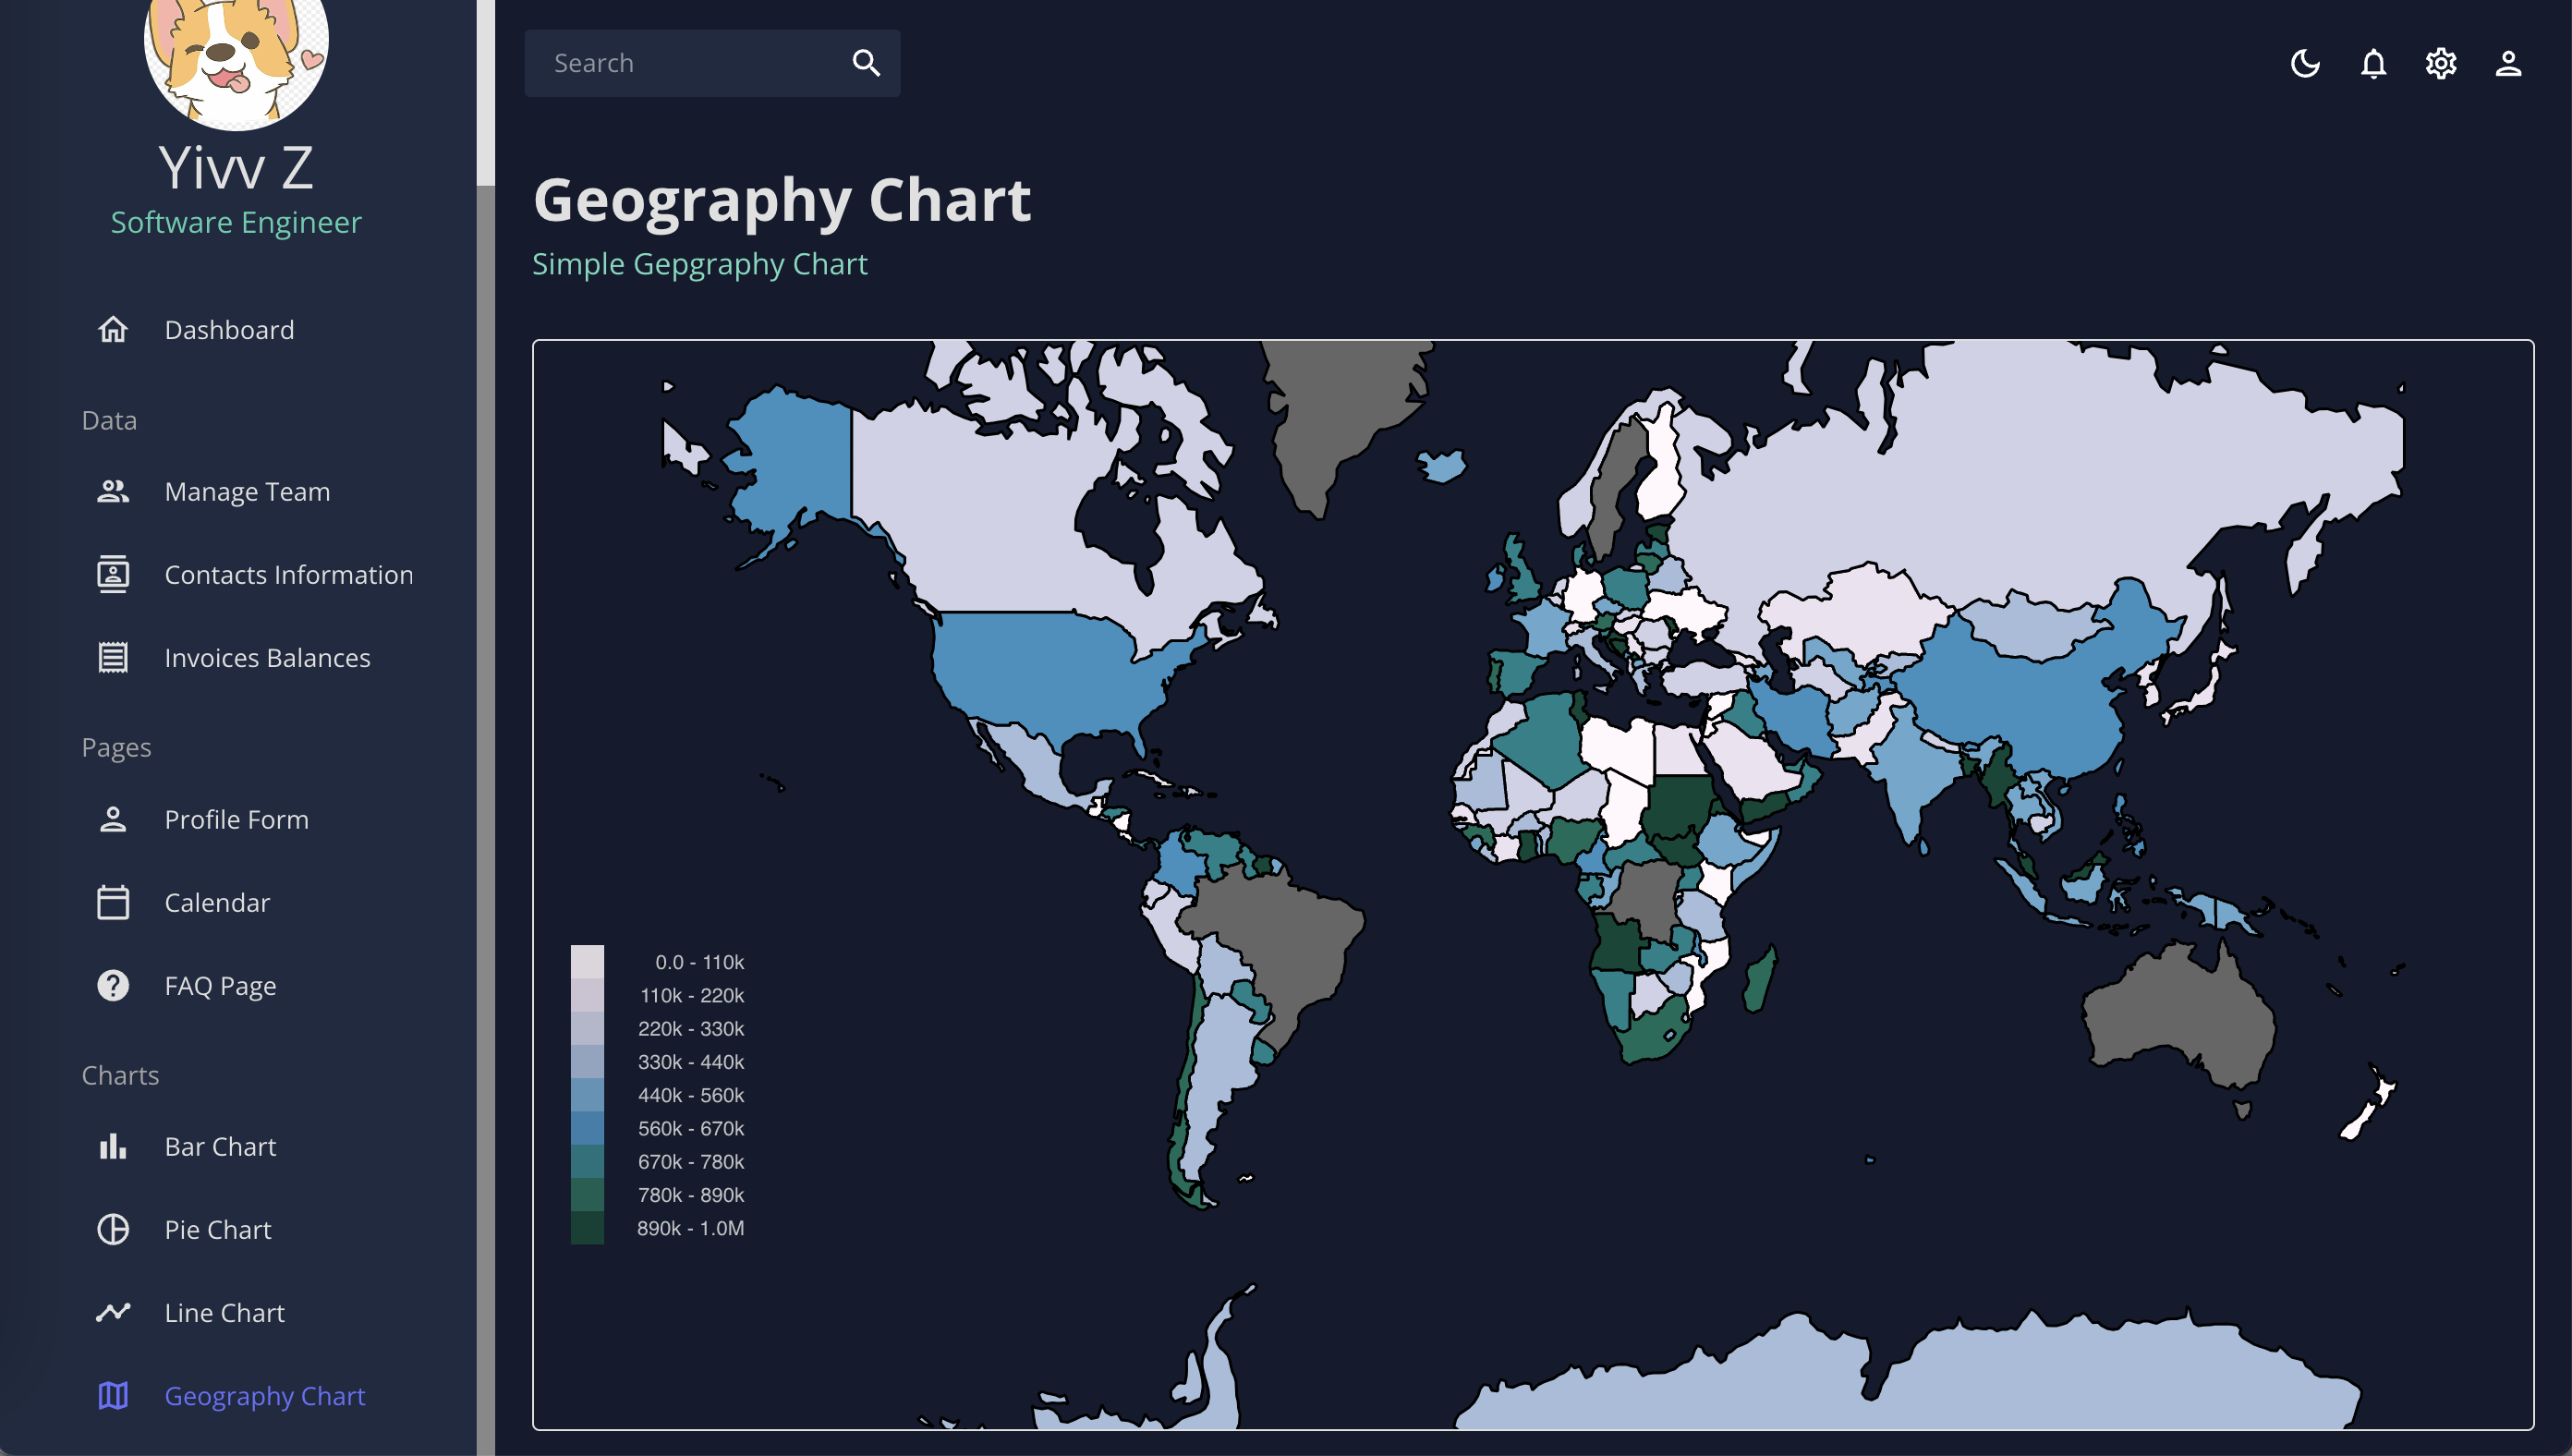 Yivv Z
Software Engineer
Dashboard
Data
Manage Team
Contacts Information
Invoices Balances
Pages
Profile Form
Calendar
FAQ Page
Charts
Bar Chart
Pie Chart
Line Chart
Geography Chart
Search
Geography Chart
Simple Gepgraphy Chart
0.0 - 110k
110k - 220k
220k - 330k
330k - 440k
440k - 560k
560k - 670k
670k - 780k
780k - 890k
890k - 1.0M